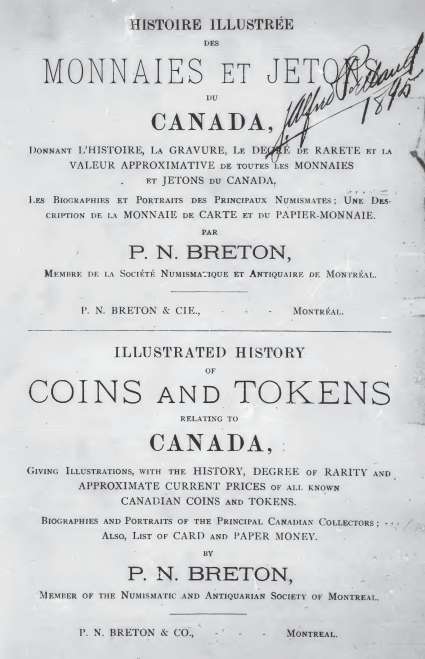 HISTOIRE ILLUSTRÉE
DES
MONNAIES ET JETONS
DU
CANADA,
DONNANT L'HISTOIRE, LA GRAVURE, LE DEGRÉ DE RARETE ET LA
VALEUR APPROXIMATIVE DE TOUTES LES MONNAIES
ET JETONS DU CANADA,
LES BIOGRAPHIES ET PORTRAITS DES PRINCIPAUX NUMISMATES; UNE DES-
CRIPTION DE LA MONNAIE DE CARTE ET DU PAPIER-MONNAIE.
PAR
P. N. BRETON,
MEMBRE DE LA SOCIÉTÉ NUMISMATIQUE ET ANTIQUAIRE DE MONTRÉAL.
P. N. BRETON & CIE., - - MONTRÉAL.
J. Alfred
1895
ILLUSTRATED HISTORY
OF
COINS AND TOKENS
RELATING TO
CANADA,
GIVING ILLUSTRATIONS, WITH THE HISTORY, DEGREE OF RARITY AND
APPROXIMATE CURRENT PRICES OF ALL KNOWN
CANADIAN COINS AND TOKENS.
BIOGRAPHIES AND PORTRAITS OF THE PRINCIPAL CANADIAN COLLECTORS;
ALSO, LIST OF CARD AND PAPER MONEY.
BY
P. N. BRETON,
MEMBER OF THE NUMISMATIC AND ANTIQUARIAN SOCIETY OF MONTREAL.
P. N. BRETON & CO., - - - MONTREAL.